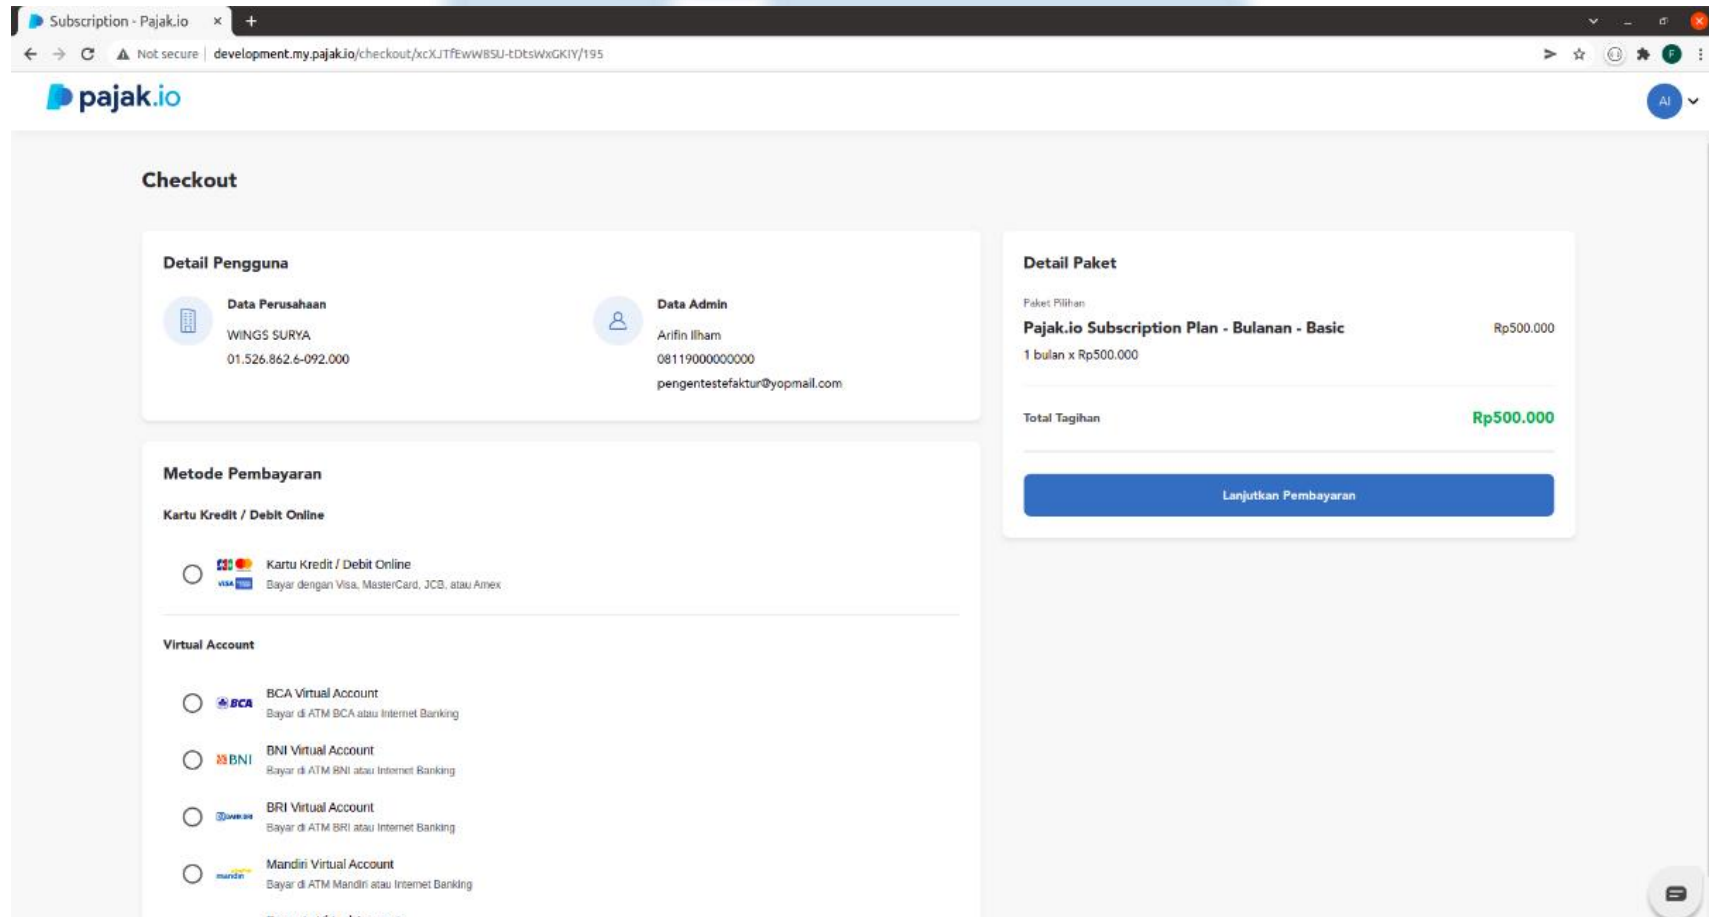 Subscription - Pajak.io
Not secure
development.my.pajak.io/checkout/xcXJTfEwW8SU-tDtsWxGKIY/195
F
pajak.io
AI
Checkout
Detail Pengguna
Data Perusahaan
WINGS SURYA
01.526.862.6-092.000
Data Admin
Arifin Ilham
08119000000000
pengentestefaktur@yopmail.com
Detail Paket
Paket Pilihan
Pajak.io Subscription Plan - Bulanan - Basic
Rp500.000
1 bulan x Rp500.000
Total Tagihan
Rp500.000
Lanjutkan Pembayaran
Metode Pembayaran
Kartu Kredit / Debit Online
Kartu Kredit / Debit Online
VISA
Bayar dengan Visa, MasterCard, JCB, atau Amex
Virtual Account
BCA
BCA Virtual Account
Bayar di ATM BCA atau Internet Banking
BNI
BNI Virtual Account
Bayar di ATM BNI atau Internet Banking
BANK BRI
BRI Virtual Account
Bayar di ATM BRI atau Internet Banking
mandiri
Mandiri Virtual Account
Bayar di ATM Mandiri atau Internet Banking